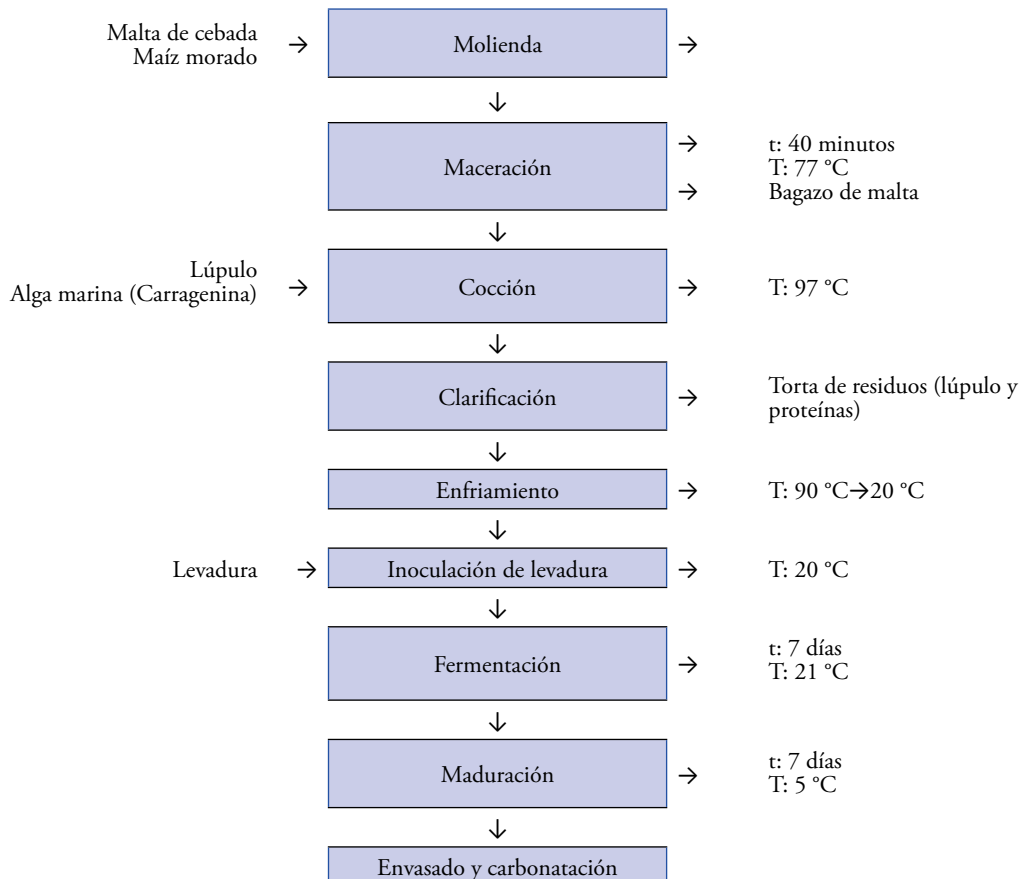 Malta de cebada
Maíz morado
→
Molienda
→
↓
Maceración
→
t: 40 minutos
T: 77 °C
→
Bagazo de malta
↓
Lúpulo
Alga marina (Carragenina)
→
Cocción
→
T: 97 °C
↓
Clarificación
→
Torta de residuos (lúpulo y
proteínas)
↓
Enfriamiento
→
T: 90 °C→20 °C
↓
Levadura
→
Inoculación de levadura
→
T: 20 °C
↓
Fermentación
→
t: 7 días
T: 21 °C
↓
Maduración
→
t: 7 días
T: 5 °C
↓
Envasado y carbonatación